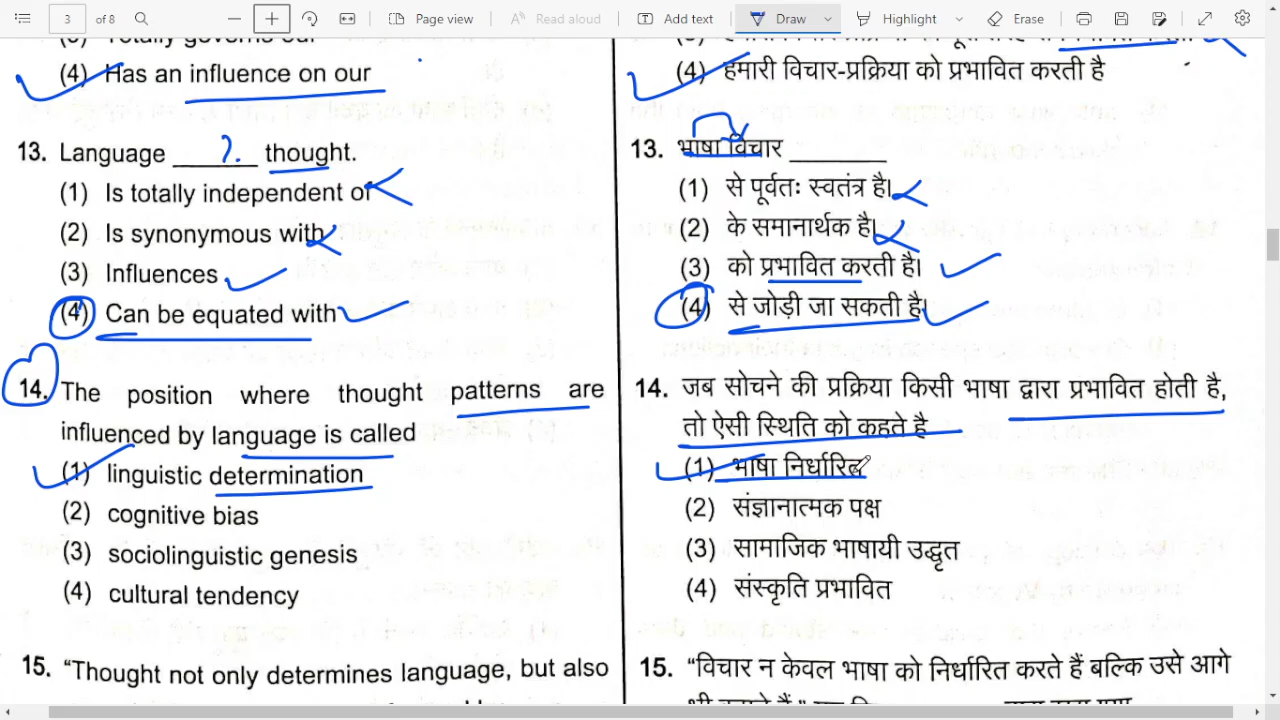 3 of 8
Page view
Read aloud
Add text
Draw
Highlight
Erase
(4) Has an influence on our
13. Language ______ thought.
(1) Is totally independent of
(2) Is synonymous with
(3) Influences
(4) Can be equated with
14. The position where thought patterns are
influenced by language is called
(1) linguistic determination
(2) cognitive bias
(3) sociolinguistic genesis
(4) cultural tendency
15. “Thought not only determines language, but also
(4) हमारी विचार-प्रक्रिया को प्रभावित करती है
13. भाषा विचार ________
(1) से पूर्वतः स्वतंत्र है।
(2) के समानार्थक है।
(3) को प्रभावित करती है।
(4) से जोड़ी जा सकती है।
14. जब सोचने की प्रक्रिया किसी भाषा द्वारा प्रभावित होती है,
तो ऐसी स्थिति को कहते है
(1) भाषा निर्धारित
(2) संज्ञानात्मक पक्ष
(3) सामाजिक भाषायी उद्धृत
(4) संस्कृति प्रभावित
15. “विचार न केवल भाषा को निर्धारित करते हैं बल्कि उसे आगे